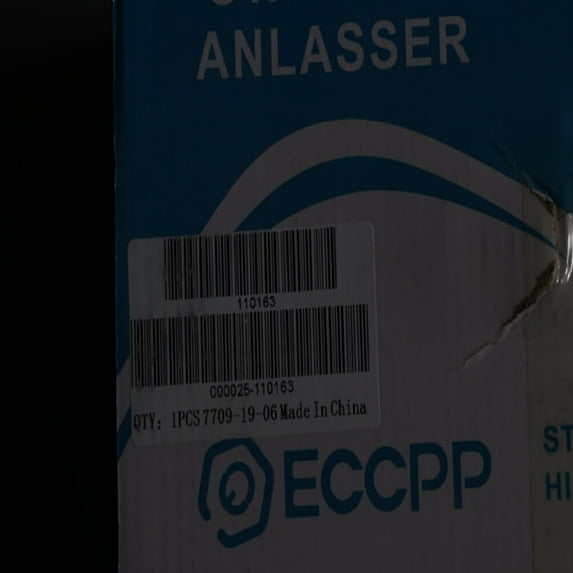 ANLASSER
110163
000025-110163
QTY: 1PCS 7709-19-06 Made In China
ECCPP
ST
HI